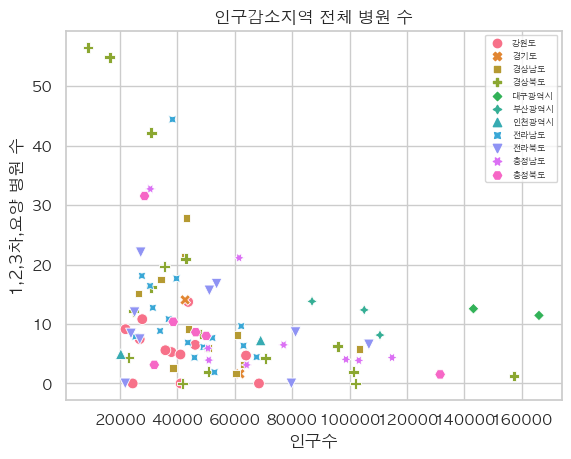 인구감소지역 전체 병원 수
1,2,3차,요양 병원 수
50
40
30
20
10
0
강원도
경기도
경상남도
경상북도
대구광역시
부산광역시
인천광역시
전라남도
전라북도
충청남도
충청북도
20000 40000 60000 80000 100000 120000 140000 160000
인구수